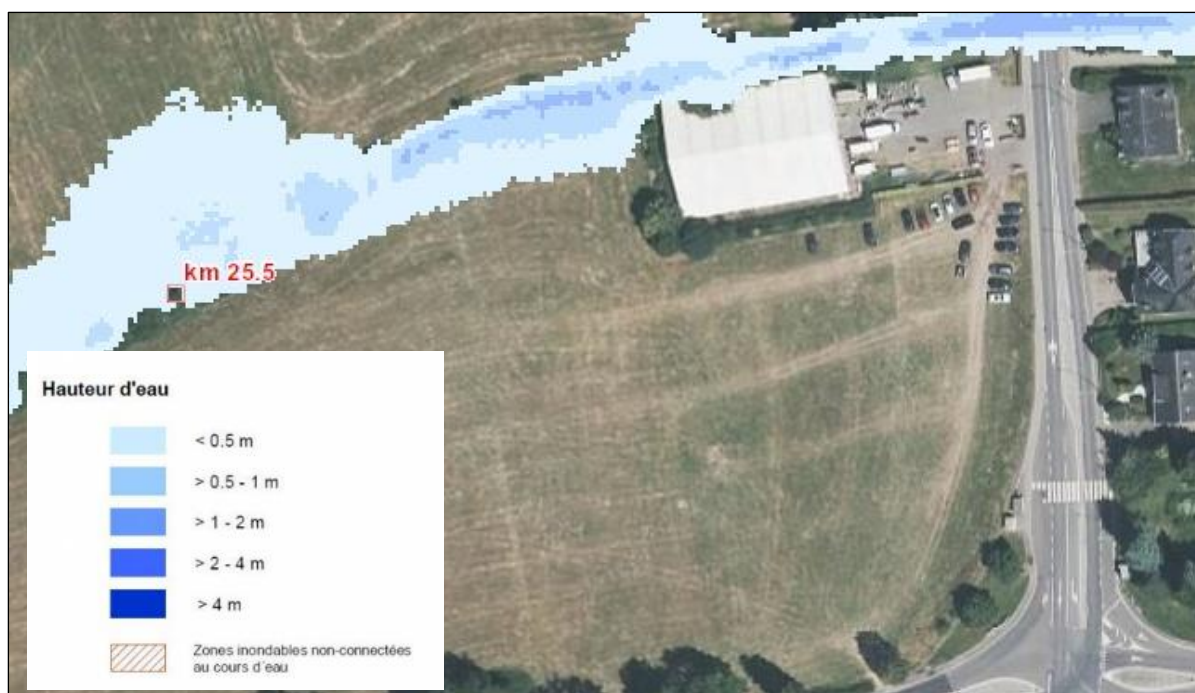 km 25.5
Hauteur d'eau
< 0.5 m
> 0.5 - 1 m
> 1 - 2 m
> 2 - 4 m
> 4 m
Zones inondables non-connectées
au cours d´eau